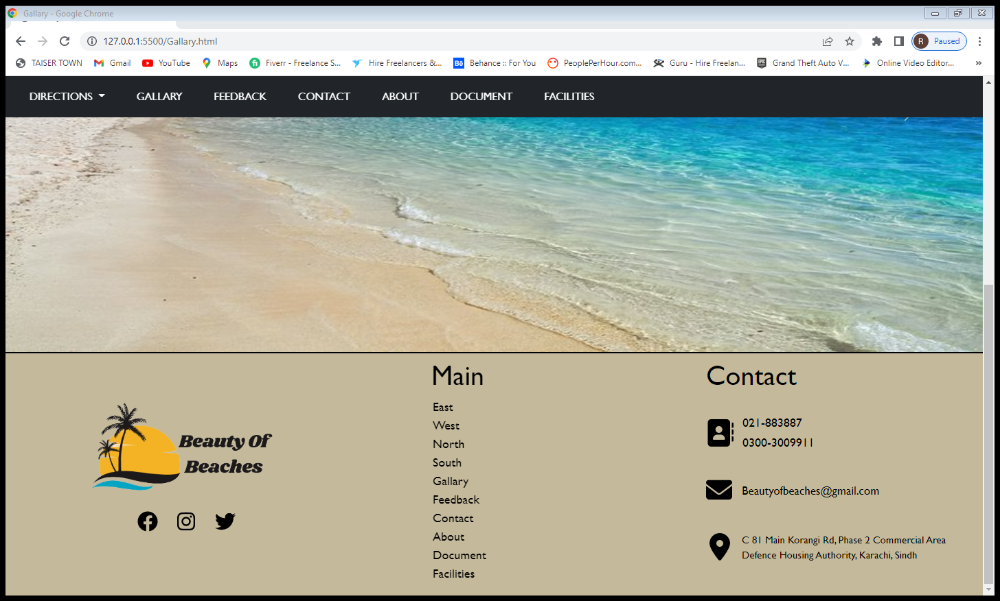 Gallary - Google Chrome
127.0.0.1:5500/Gallary.html
R Paused
TAISER TOWN Gmail YouTube Maps Fiverr - Freelance S... Hire Freelancers &... Behance :: For You PeoplePerHour.com... Guru - Hire Freelan... Grand Theft Auto V... Online Video Editor... »
DIRECTIONS GALLARY FEEDBACK CONTACT ABOUT DOCUMENT FACILITIES
Beauty Of
Beaches
Main
East
West
North
South
Gallary
Feedback
Contact
About
Document
Facilities
Contact
021-883887
0300-3009911
Beautyofbeaches@gmail.com
C 81 Main Korangi Rd, Phase 2 Commercial Area
Defence Housing Authority, Karachi, Sindh